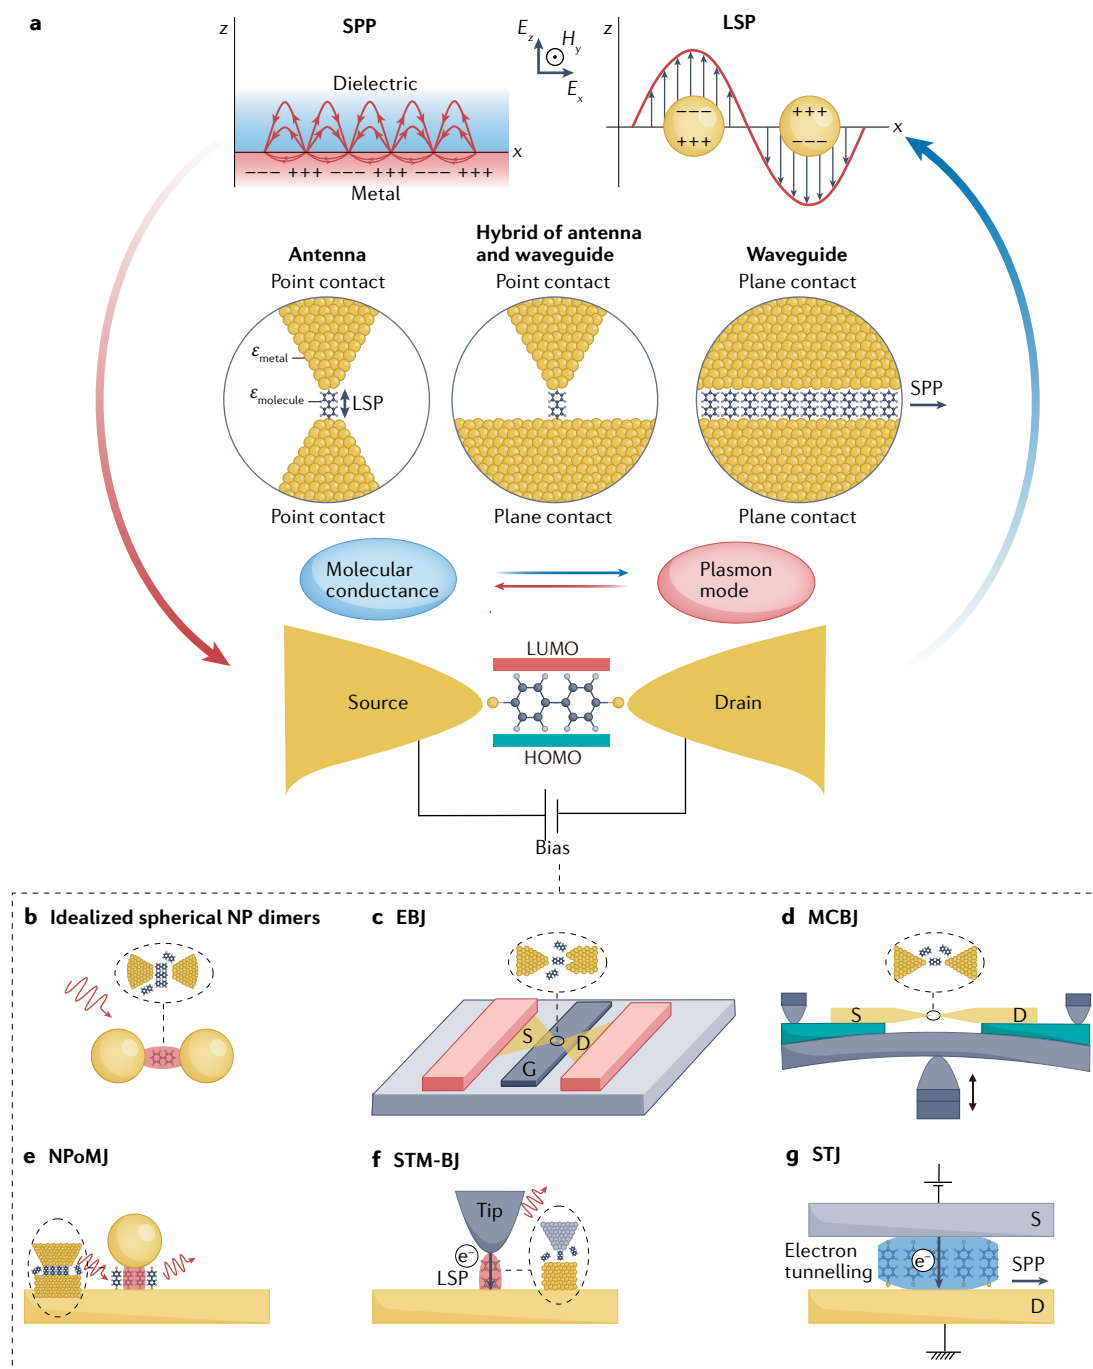 a
SPP
z
Dielectric
x
--- +++ --- +++ --- +++
Metal
E_z
H_y
E_x
LSP
z
---
+++
+++
---
x
Antenna
Point contact
ε_metal
ε_molecule
LSP
Point contact
Hybrid of antenna
and waveguide
Point contact
Plane contact
Waveguide
Plane contact
SPP
Plane contact
Molecular
conductance
Plasmon
mode
LUMO
Source
Drain
HOMO
Bias
b Idealized spherical NP dimers
c EBJ
S
D
G
d MCBJ
S
D
e NPoMJ
f STM-BJ
Tip
e⁻
LSP
g STJ
S
Electron
tunnelling
e⁻
SPP
D